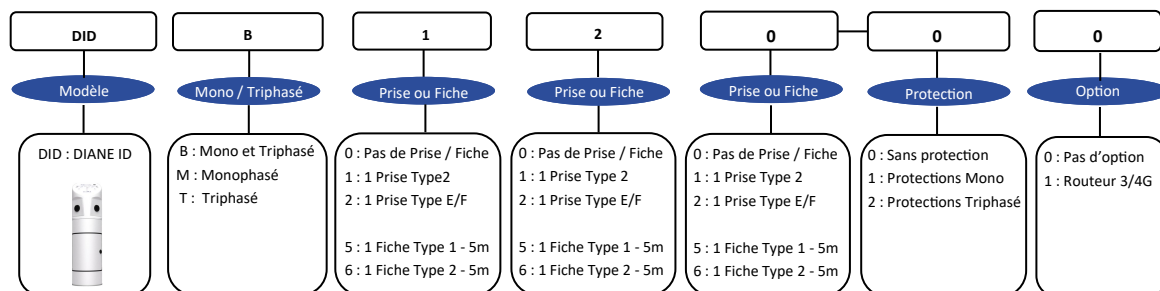 DID
B
1
2
0
0
0
Modèle
Mono / Triphasé
Prise ou Fiche
Prise ou Fiche
Prise ou Fiche
Protection
Option
DID : DIANE ID
B : Mono et Triphasé
M : Monophasé
T : Triphasé
0 : Pas de Prise / Fiche
1 : 1 Prise Type2
2 : 1 Prise Type E/F
5 : 1 Fiche Type 1 - 5m
6 : 1 Fiche Type 2 - 5m
0 : Pas de Prise / Fiche
1 : 1 Prise Type 2
2 : 1 Prise Type E/F
5 : 1 Fiche Type 1 - 5m
6 : 1 Fiche Type 2 - 5m
0 : Pas de Prise / Fiche
1 : 1 Prise Type 2
2 : 1 Prise Type E/F
5 : 1 Fiche Type 1 - 5m
6 : 1 Fiche Type 2 - 5m
0 : Sans protection
1 : Protections Mono
2 : Protections Triphasé
0 : Pas d'option
1 : Routeur 3/4G